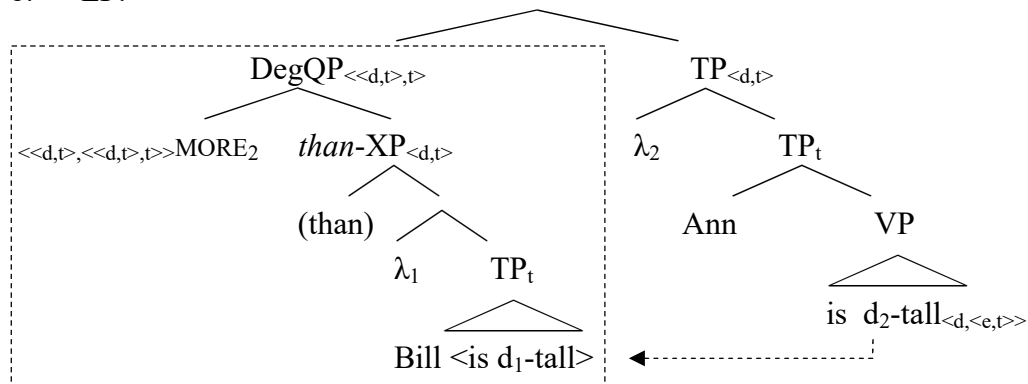 DegQP<<d,t>,t> TP<d,t>
<<d,t>,<<d,t>,t>>MORE₂ than-XP<d,t> λ₂ TPₜ
(than) Ann VP
λ₁ TPₜ
is d₂-tall<d,<e,t>>
Bill <is d₁-tall>